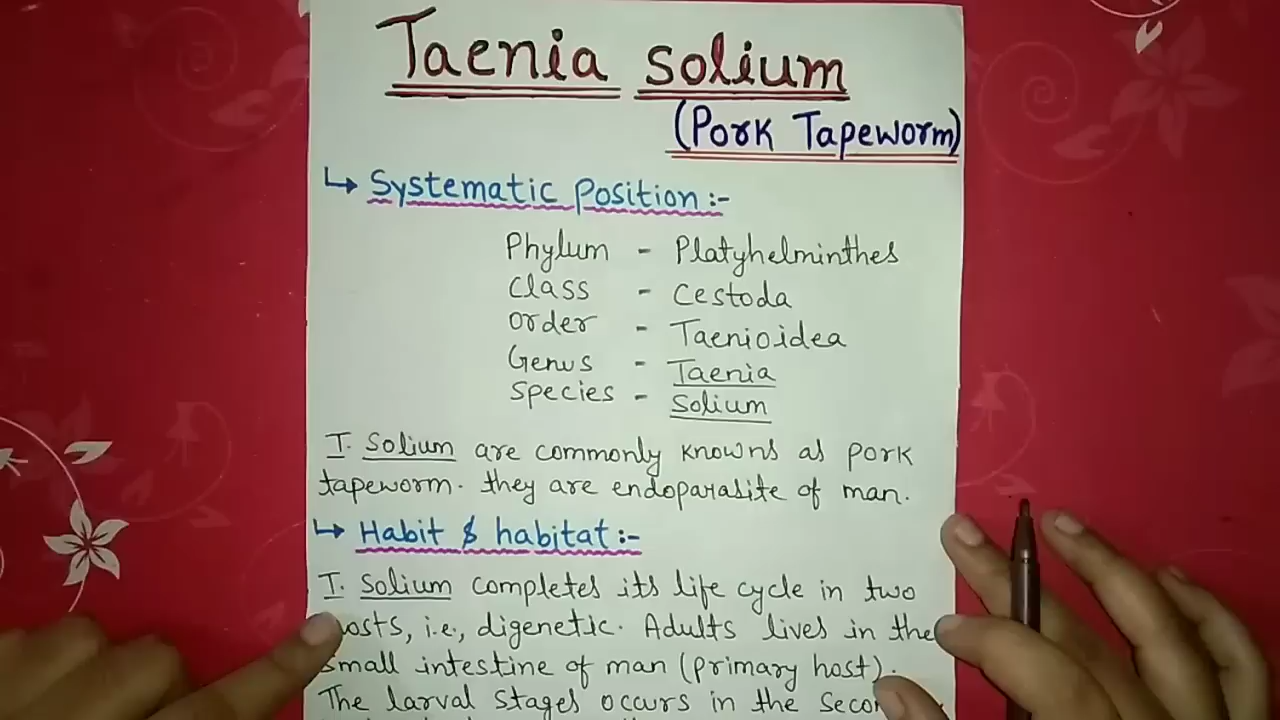 Taenia solium
(Pork Tapeworm)
↳ Systematic Position :-
Phylum - Platyhelminthes
Class - Cestoda
Order - Taenioidea
Genus - Taenia
Species - Solium
T. Solium are commonly knowns as pork
tapeworm. they are endoparasite of man.
↳ Habit & habitat :-
T. Solium completes its life cycle in two
hosts, i.e., digenetic. Adults lives in the
small intestine of man (primary host).
The larval stages occurs in the